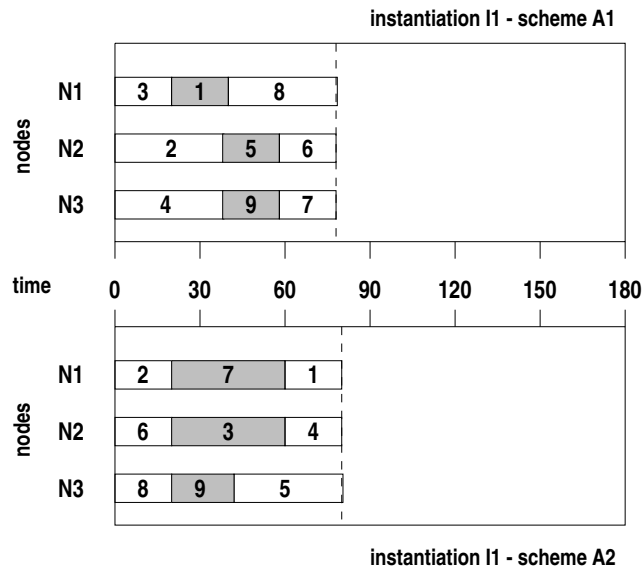 instantiation I1 - scheme A1
nodes
N1 3 1 8
N2 2 5 6
N3 4 9 7
time 0 30 60 90 120 150 180
nodes
N1 2 7 1
N2 6 3 4
N3 8 9 5
instantiation I1 - scheme A2